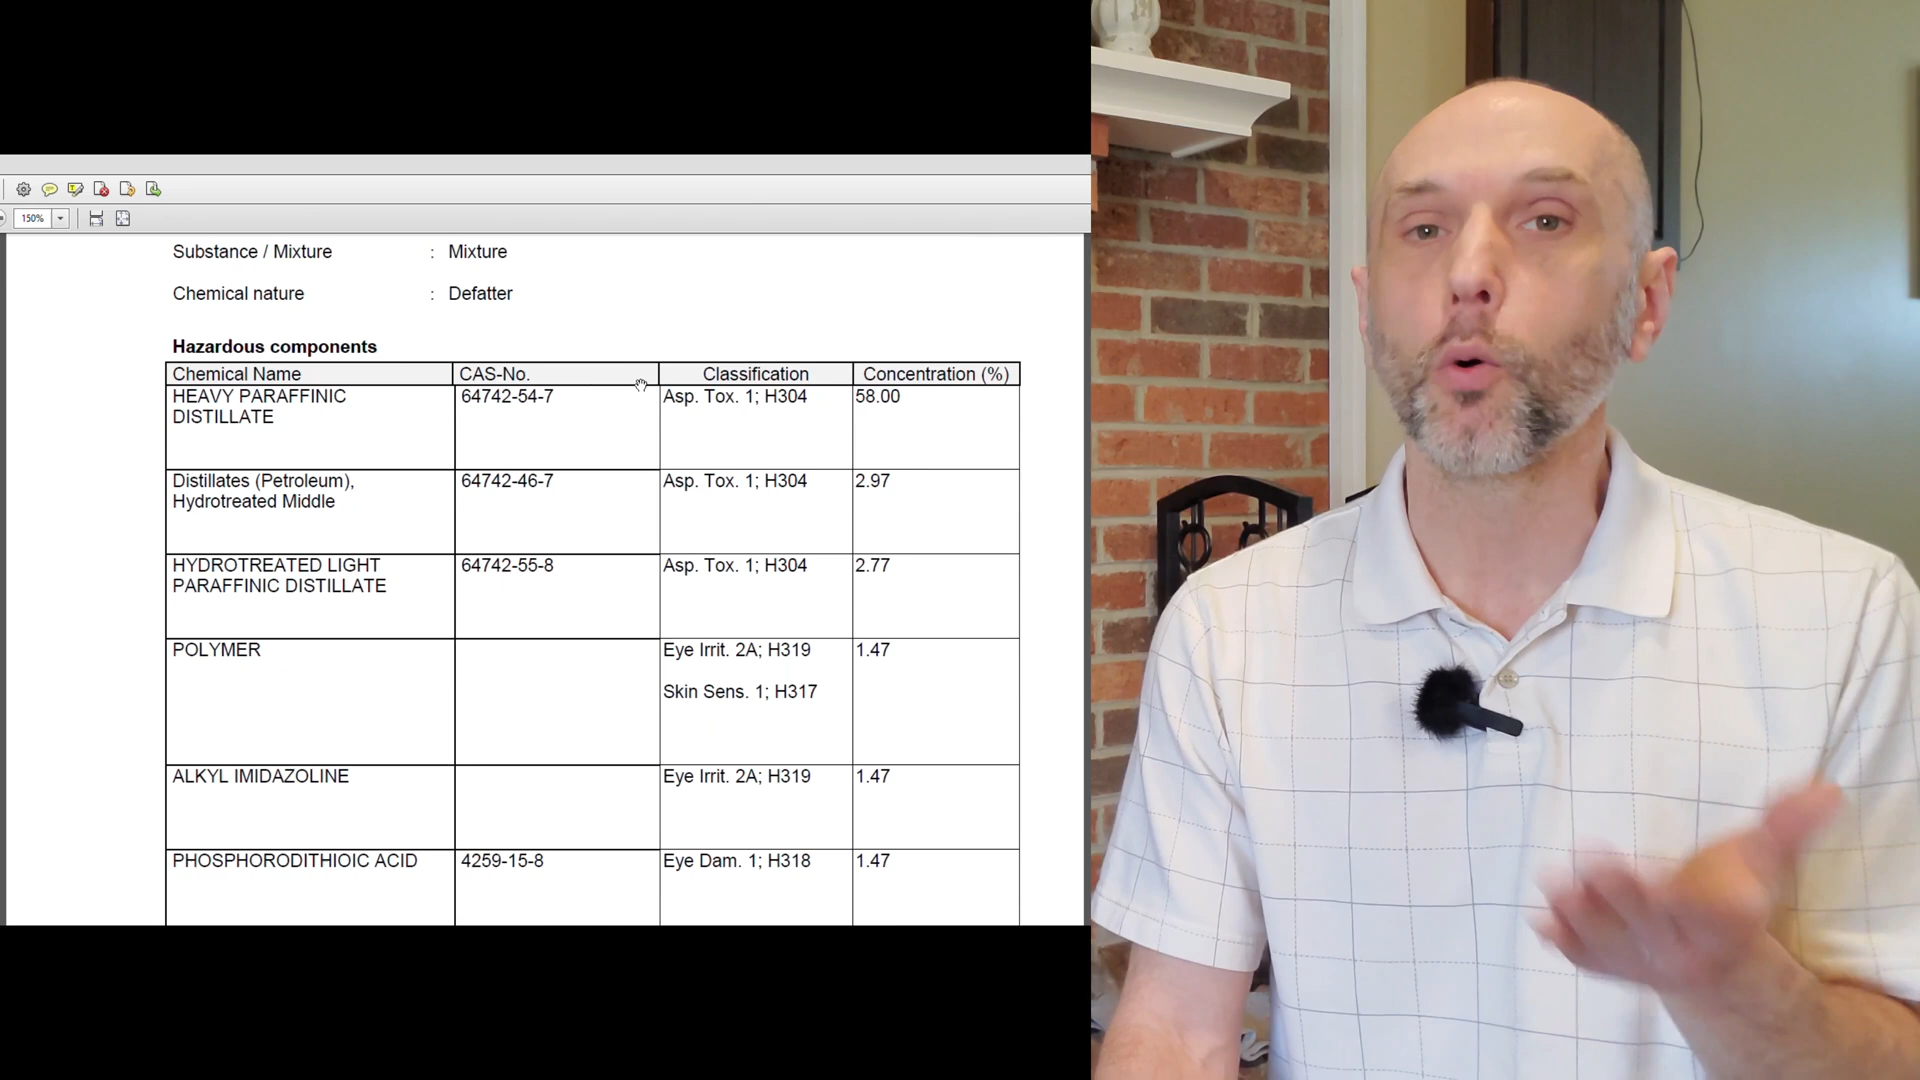 150%
Substance / Mixture : Mixture
Chemical nature : Defatter
Hazardous components
Chemical Name CAS-No. Classification Concentration (%)
HEAVY PARAFFINIC 64742-54-7 Asp. Tox. 1; H304 58.00
DISTILLATE
Distillates (Petroleum), 64742-46-7 Asp. Tox. 1; H304 2.97
Hydrotreated Middle
HYDROTREATED LIGHT 64742-55-8 Asp. Tox. 1; H304 2.77
PARAFFINIC DISTILLATE
POLYMER Eye Irrit. 2A; H319 1.47
Skin Sens. 1; H317
ALKYL IMIDAZOLINE Eye Irrit. 2A; H319 1.47
PHOSPHORODITHIOIC ACID 4259-15-8 Eye Dam. 1; H318 1.47